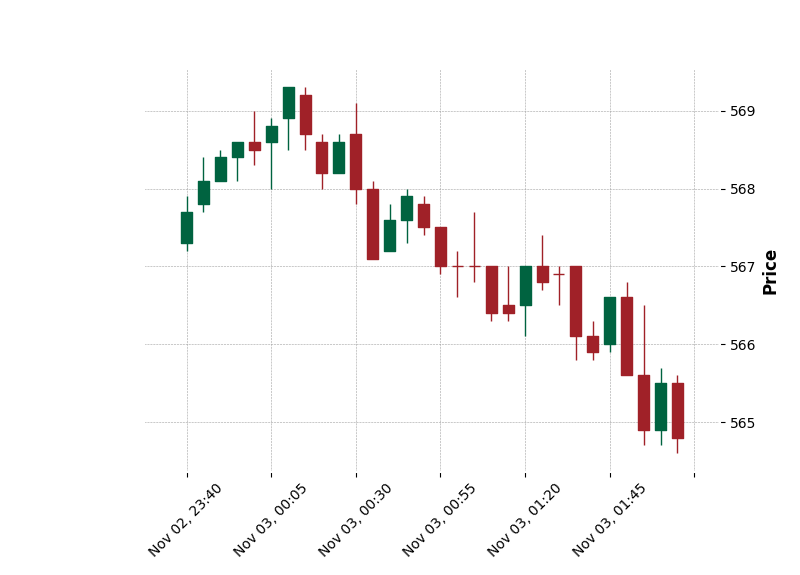 569
568
567
566
565
Price
Nov 02, 23:40
Nov 03, 00:05
Nov 03, 00:30
Nov 03, 00:55
Nov 03, 01:20
Nov 03, 01:45